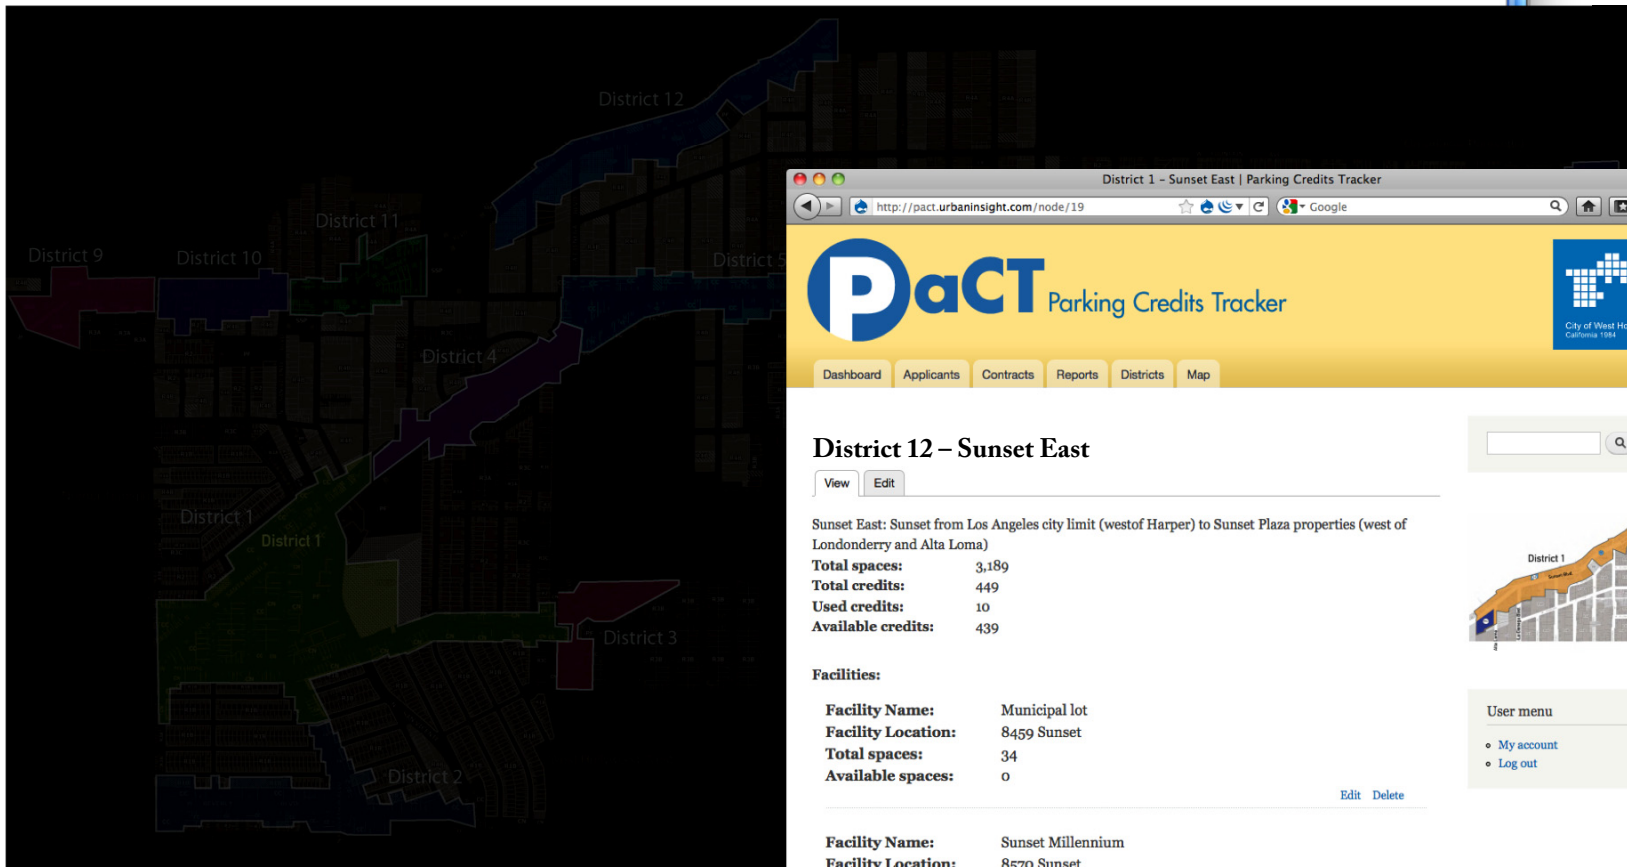 District 12
District 11
District 9
District 10
District 5
District 4
District 1
District 1
District 3
District 2
District 1 – Sunset East | Parking Credits Tracker
http://pact.urbaninsight.com/node/19
Google
PaCT Parking Credits Tracker
City of West Ho
California 1984
Dashboard Applicants Contracts Reports Districts Map
District 12 – Sunset East
View Edit
Sunset East: Sunset from Los Angeles city limit (westof Harper) to Sunset Plaza properties (west of
Londonderry and Alta Loma)
Total spaces: 3,189
Total credits: 449
Used credits: 10
Available credits: 439
Facilities:
Facility Name: Municipal lot
Facility Location: 8459 Sunset
Total spaces: 34
Available spaces: 0
Edit Delete
Facility Name: Sunset Millennium
Facility Location: 8570 Sunset
District 1
Sunset Blvd
User menu
My account
Log out